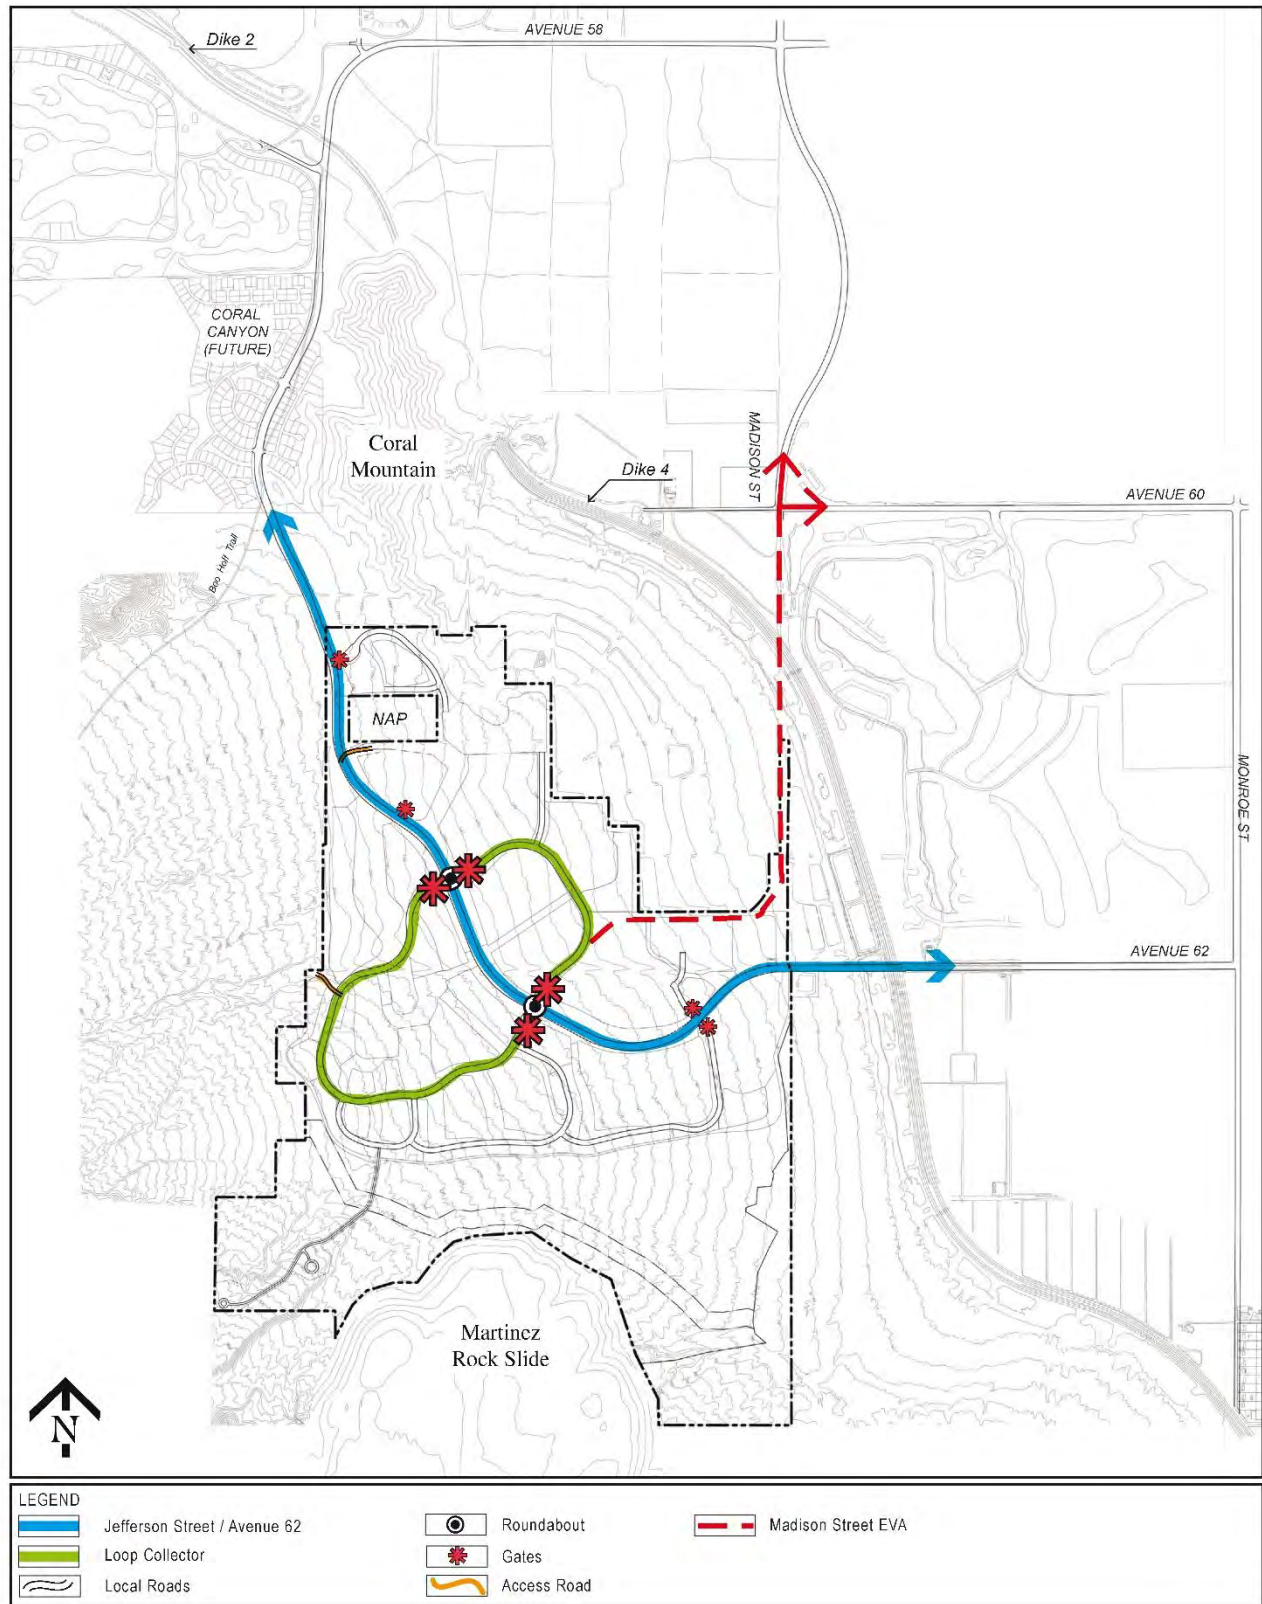 AVENUE 58
Dike 2
CORAL
CANYON
(FUTURE)
Coral
Mountain
MADISON ST
Dike 4
AVENUE 60
Boo Hoff Trail
NAP
MONROE ST
AVENUE 62
Martinez
Rock Slide
N
LEGEND
Jefferson Street / Avenue 62
Roundabout
Madison Street EVA
Loop Collector
Gates
Local Roads
Access Road